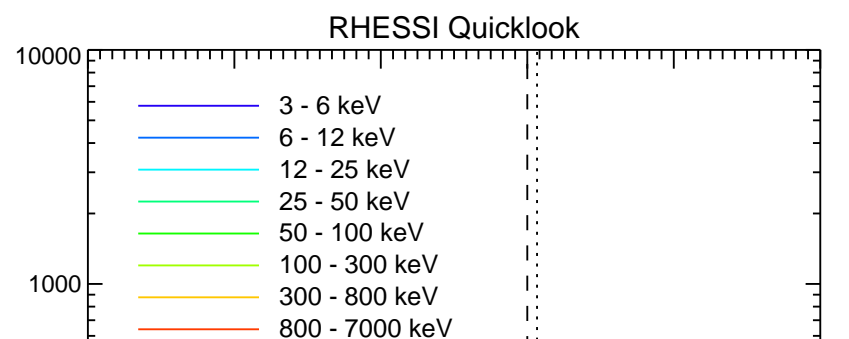 RHESSI Quicklook
10000
3 - 6 keV
6 - 12 keV
12 - 25 keV
25 - 50 keV
50 - 100 keV
100 - 300 keV
1000
300 - 800 keV
800 - 7000 keV